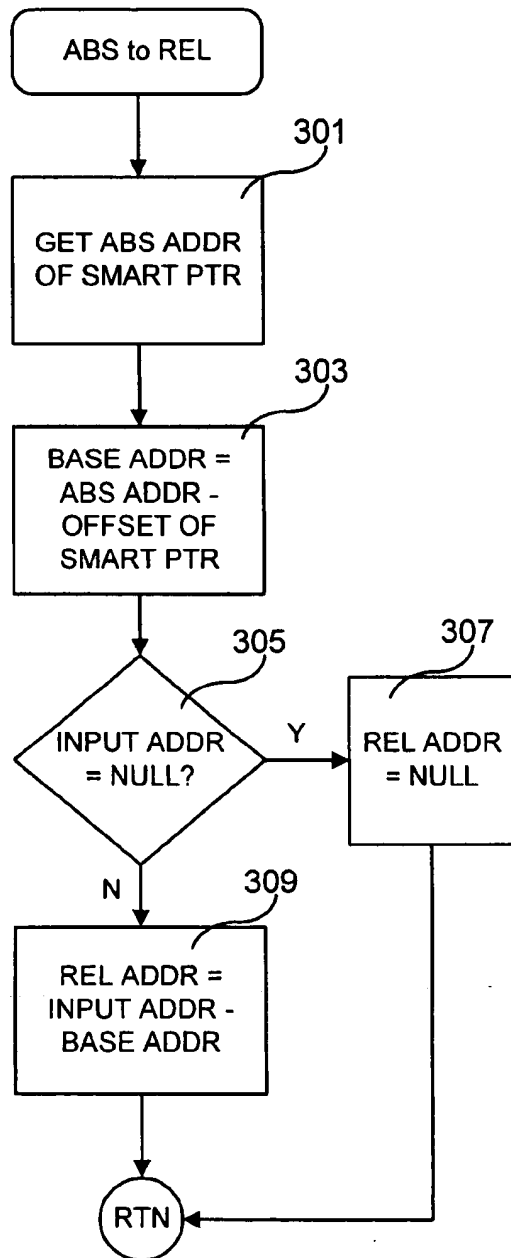 ABS to REL
301
GET ABS ADDR
OF SMART PTR
303
BASE ADDR =
ABS ADDR -
OFFSET OF
SMART PTR
305
INPUT ADDR
= NULL?
Y
307
REL ADDR
= NULL
N
309
REL ADDR =
INPUT ADDR -
BASE ADDR
RTN